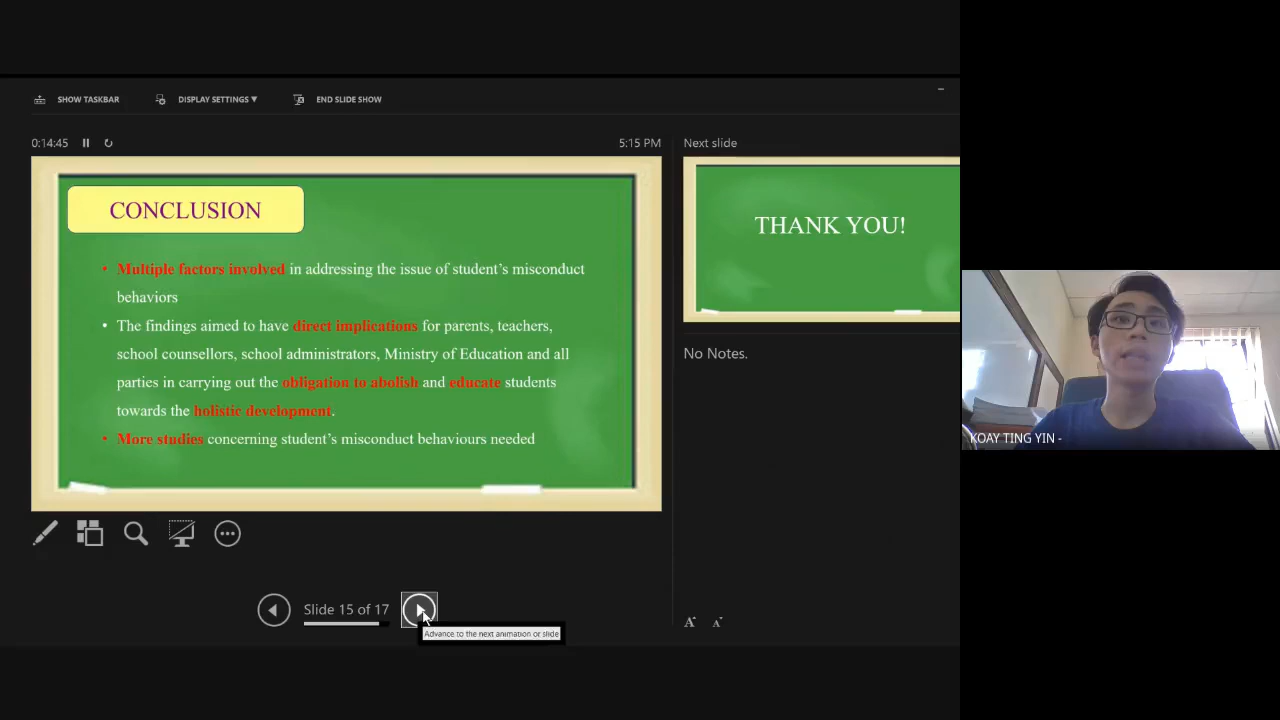 SHOW TASKBAR
DISPLAY SETTINGS ▼
END SLIDE SHOW
0:14:45
5:15 PM
Next slide
CONCLUSION
• Multiple factors involved in addressing the issue of student’s misconduct
behaviors
• The findings aimed to have direct implications for parents, teachers,
school counsellors, school administrators, Ministry of Education and all
parties in carrying out the obligation to abolish and educate students
towards the holistic development.
• More studies concerning student’s misconduct behaviours needed
THANK YOU!
No Notes.
KOAY TING YIN -
Slide 15 of 17
Advance to the next animation or slide
A A